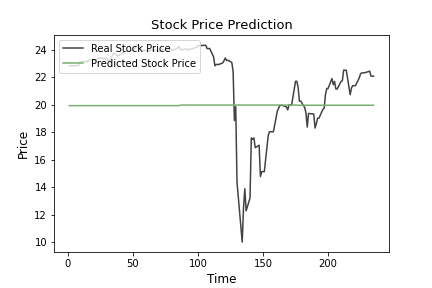 Stock Price Prediction
Real Stock Price
Predicted Stock Price
24
22
20
18
16
14
12
10
Price
0 50 100 150 200
Time